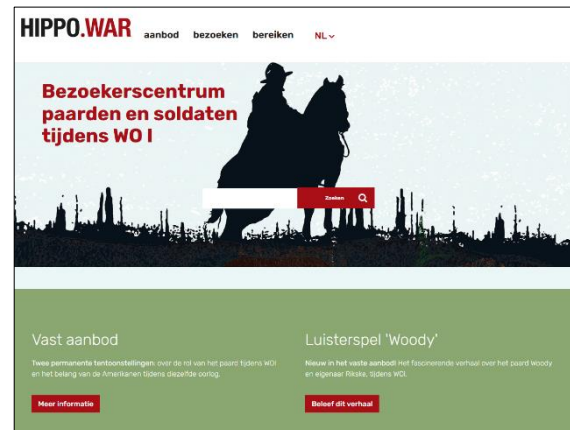 HIPPO.WAR aanbod bezoeken bereiken NL
Bezoekerscentrum
paarden en soldaten
tijdens WO I
Zoeken
Vast aanbod
Twee permanente tentoonstellingen: over de rol van het paard tijdens WOI
en het belang van de Amerikanen tijdens diezelfde oorlog.
Meer informatie
Luisterspel 'Woody'
Nieuw in het vaste aanbod! Het fascinerende verhaal over het paard Woody
en eigenaar Rikske, tijdens WOI.
Beleef dit verhaal